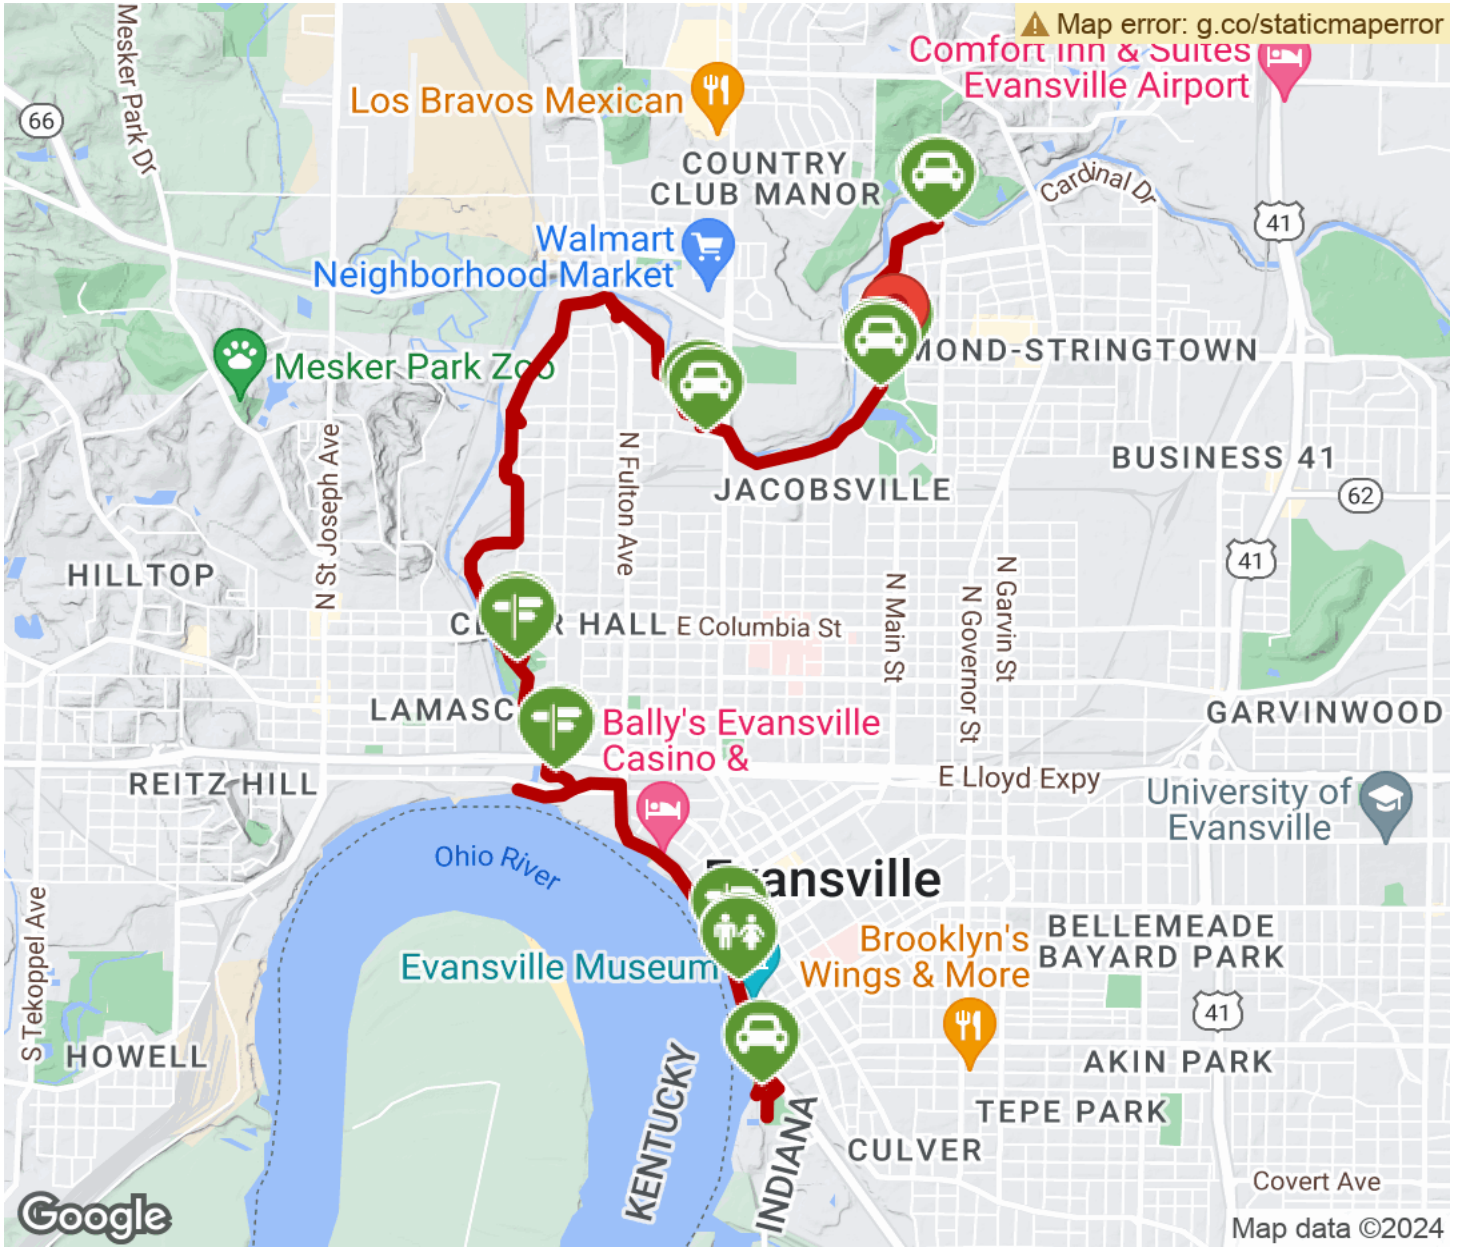 Map error: g.co/staticmaperror
Comfort Inn & Suites
Evansville Airport
Mesker Park Dr
66
Los Bravos Mexican
COUNTRY
CLUB MANOR
Cardinal Dr
41
Walmart
Neighborhood Market
Mesker Park Zoo
MOND-STRINGTOWN
BUSINESS 41
JACOBSVILLE
62
N St Joseph Ave
N Fulton Ave
HILLTOP
41
N Main St
N Governor St
N Garvin St
HALL
E Columbia St
LAMASC
GARVINWOOD
Bally's Evansville
Casino &
REITZ HILL
E Lloyd Expy
University of
Evansville
Ohio River
Evansville
S Tekoppel Ave
BELLEMEADE
BAYARD PARK
Brooklyn's
Wings & More
Evansville Museum
41
HOWELL
AKIN PARK
KENTUCKY
INDIANA
TEPE PARK
CULVER
Covert Ave
Google
Map data ©2024